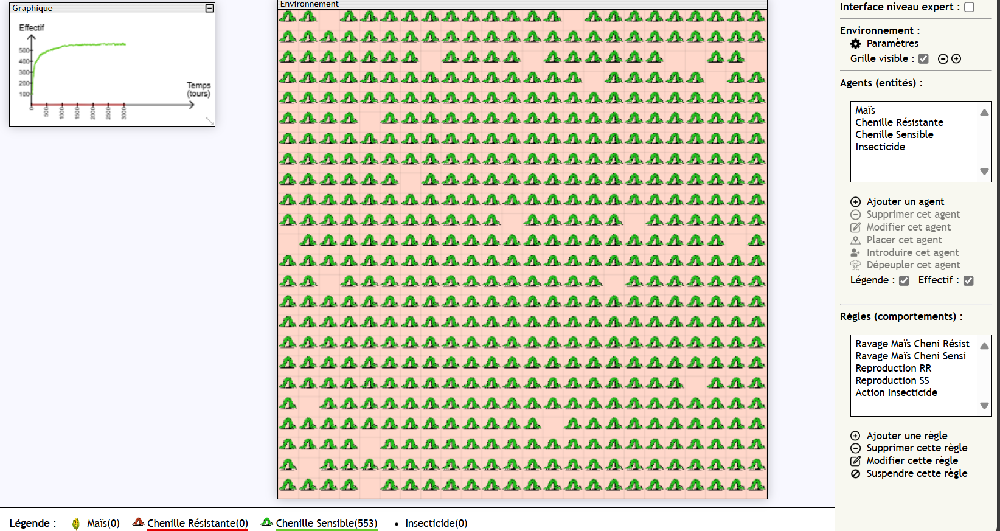 Graphique
Effectif
500
400
300
200
100
Temps
(tours)
0
500
1000
1500
2000
2500
3000
Environnement
Interface niveau expert :
Environnement :
Paramètres
Grille visible :
Agents (entités) :
Maïs
Chenille Résistante
Chenille Sensible
Insecticide
Ajouter un agent
Supprimer cet agent
Modifier cet agent
Placer cet agent
Introduire cet agent
Dépeupler cet agent
Légende : Effectif :
Règles (comportements) :
Ravage Maïs Cheni Résist
Ravage Maïs Cheni Sensi
Reproduction RR
Reproduction SS
Action Insecticide
Ajouter une règle
Supprimer cette règle
Modifier cette règle
Suspendre cette règle
Légende : Maïs(0) Chenille Résistante(0) Chenille Sensible(553) • Insecticide(0)